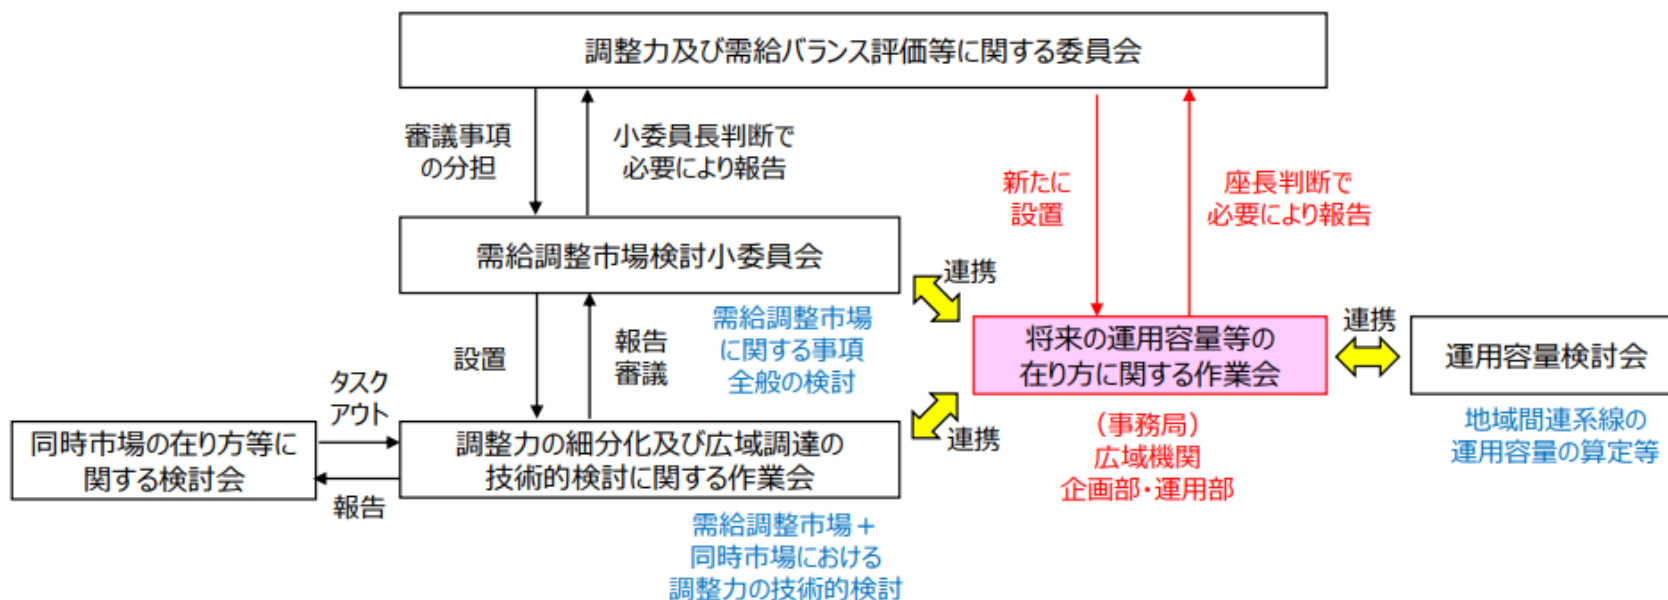 調整力及び需給バランス評価等に関する委員会
審議事項
の分担
小委員長判断で
必要により報告
新たに
設置
座長判断で
必要により報告
需給調整市場検討小委員会
連携
需給調整市場
に関する事項
全般の検討
設置
報告
審議
将来の運用容量等の
在り方に関する作業会
連携
運用容量検討会
タスク
アウト
同時市場の在り方等に
関する検討会
報告
調整力の細分化及び広域調達の
技術的検討に関する作業会
連携
（事務局）
広域機関
企画部・運用部
地域間連系線の
運用容量の算定等
需給調整市場＋
同時市場における
調整力の技術的検討